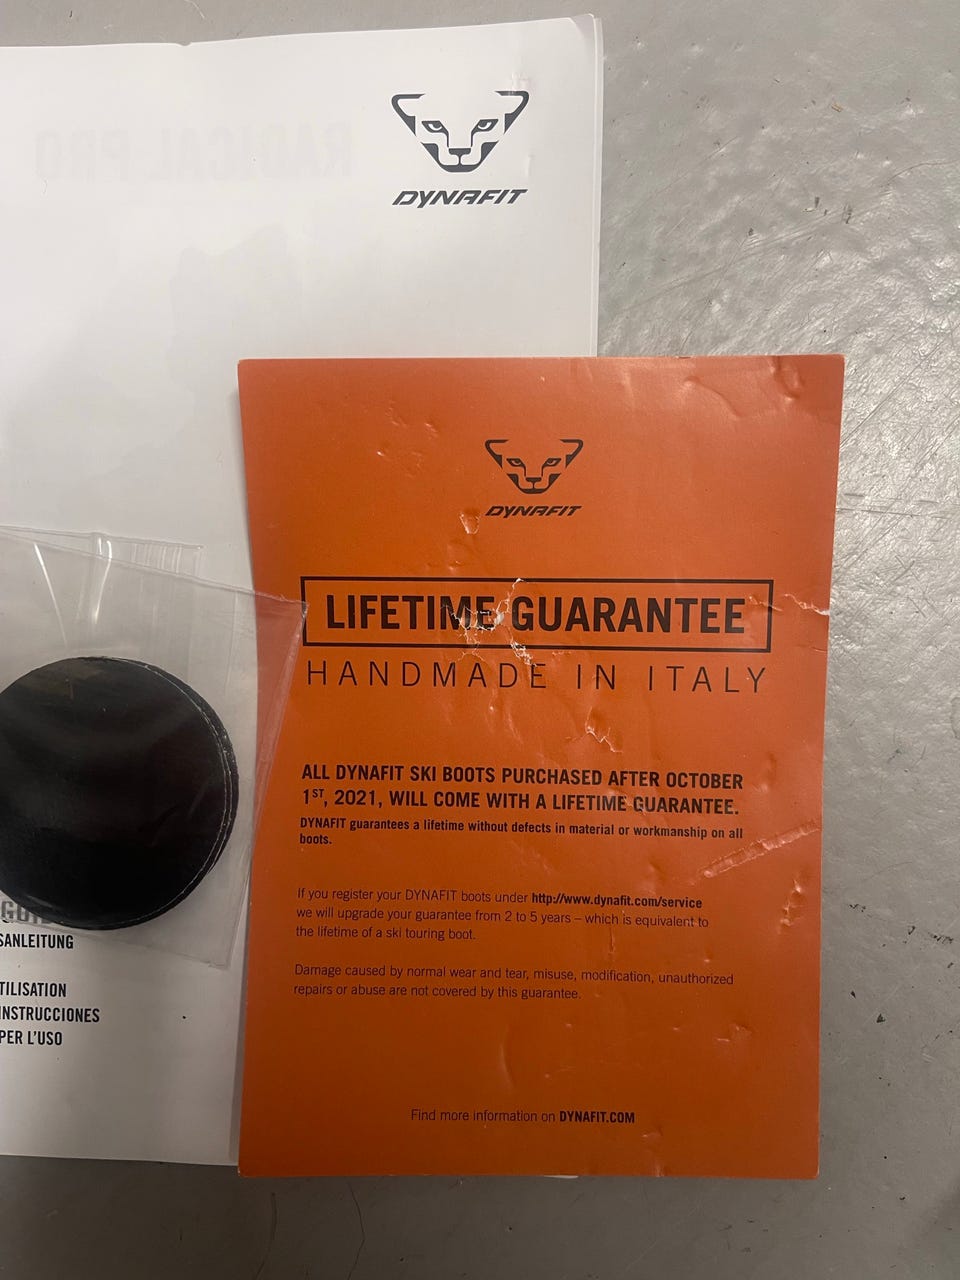 DYNAFIT
DYNAFIT
LIFETIME GUARANTEE
HANDMADE IN ITALY
ALL DYNAFIT SKI BOOTS PURCHASED AFTER OCTOBER
1ST, 2021, WILL COME WITH A LIFETIME GUARANTEE.
DYNAFIT guarantees a lifetime without defects in material or workmanship on all
boots.
If you register your DYNAFIT boots under http://www.dynafit.com/service
we will upgrade your guarantee from 2 to 5 years – which is equivalent to
the lifetime of a ski touring boot.
Damage caused by normal wear and tear, misuse, modification, unauthorized
repairs or abuse are not covered by this guarantee.
Find more information on DYNAFIT.COM
SANLEITUNG
TILISATION
INSTRUCCIONES
PER L'USO